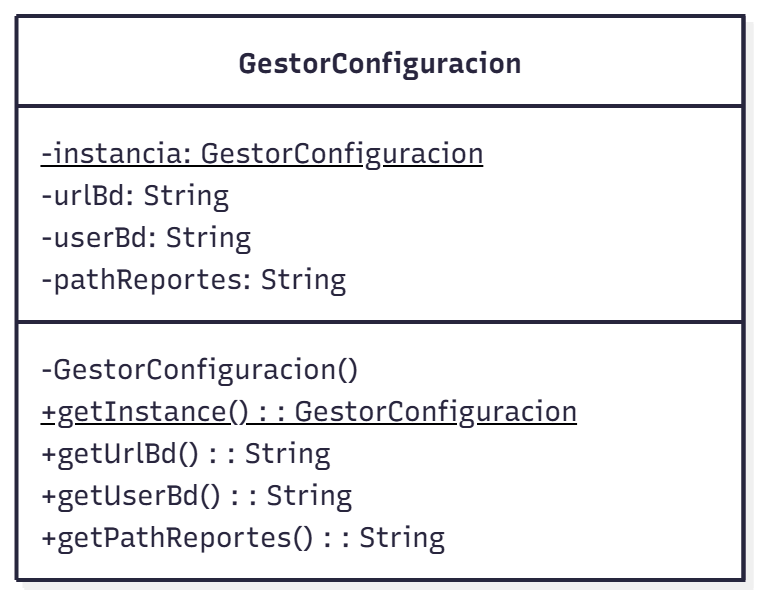 GestorConfiguracion
-instancia: GestorConfiguracion
-urlBd: String
-userBd: String
-pathReportes: String
-GestorConfiguracion()
+getInstance() : : GestorConfiguracion
+getUrlBd() : : String
+getUserBd() : : String
+getPathReportes() : : String